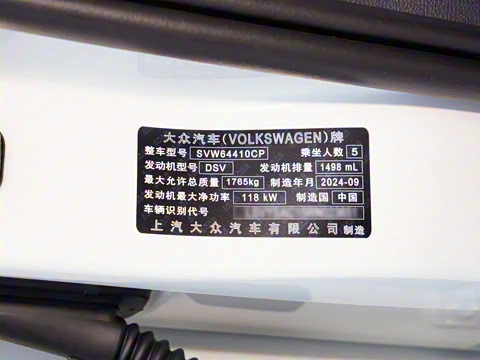 大众汽车(VOLKSWAGEN)牌
整车型号 SVW64410CP 乘坐人数 5
发动机型号 DSV 发动机排量 1498 mL
最大允许总质量 1765kg 制造年月 2024-09
发动机最大净功率 118 kW 制造国 中国
车辆识别代号
上汽大众汽车有限公司 制造